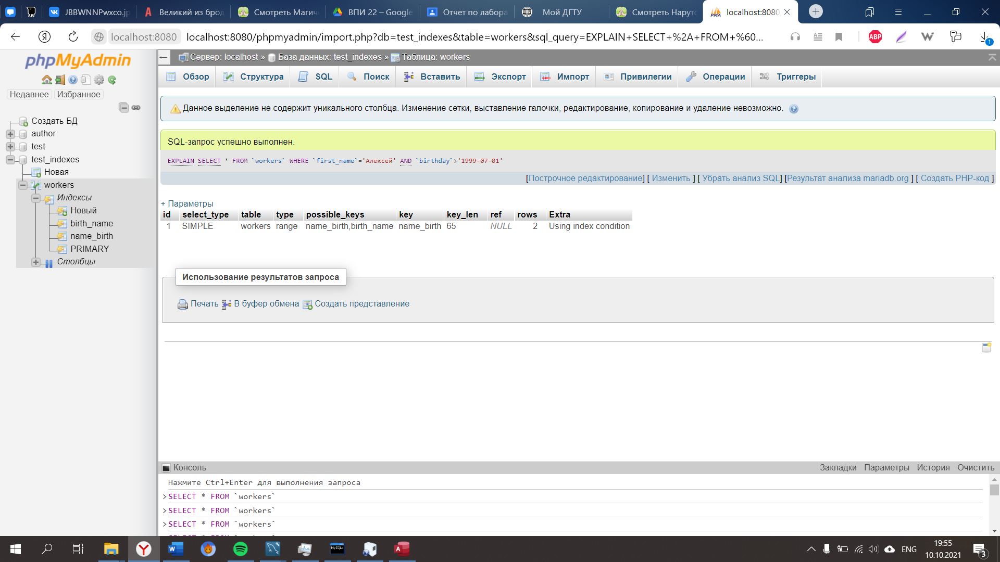 JBBWNNPwxco.jp
Великий из брод
Смотреть Магич
ВПИ 22 – Google
Отчет по лабора
Мой ДГТУ
Смотреть Нарут
localhost:8080
localhost:8080 localhost:8080/phpmyadmin/import.php?db=test_indexes&table=workers&sql_query=EXPLAIN+SELECT+%2A+FROM+%60...
ABP
1
phpMyAdmin
Недавнее Избранное
Создать БД
author
test
test_indexes
Новая
workers
Индексы
Новый
birth_name
name_birth
PRIMARY
Столбцы
Сервер: localhost » База данных: test_indexes » Таблица: workers
Обзор Структура SQL Поиск Вставить Экспорт Импорт Привилегии Операции Триггеры
Данное выделение не содержит уникального столбца. Изменение сетки, выставление галочки, редактирование, копирование и удаление невозможно.
SQL-запрос успешно выполнен.
EXPLAIN SELECT * FROM `workers` WHERE `first_name`='Алексей' AND `birthday`>'1999-07-01'
[Построчное редактирование] [ Изменить ] [ Убрать анализ SQL] [Результат анализа mariadb.org ] [ Создать PHP-код ]
+ Параметры
id select_type table type possible_keys key key_len ref rows Extra
1 SIMPLE workers range name_birth,birth_name name_birth 65 NULL 2 Using index condition
Использование результатов запроса
Печать В буфер обмена Создать представление
Консоль Закладки Параметры История Очистить
Нажмите Ctrl+Enter для выполнения запроса
>SELECT * FROM `workers`
>SELECT * FROM `workers`
>SELECT * FROM `workers`
ENG
19:55
10.10.2021
3